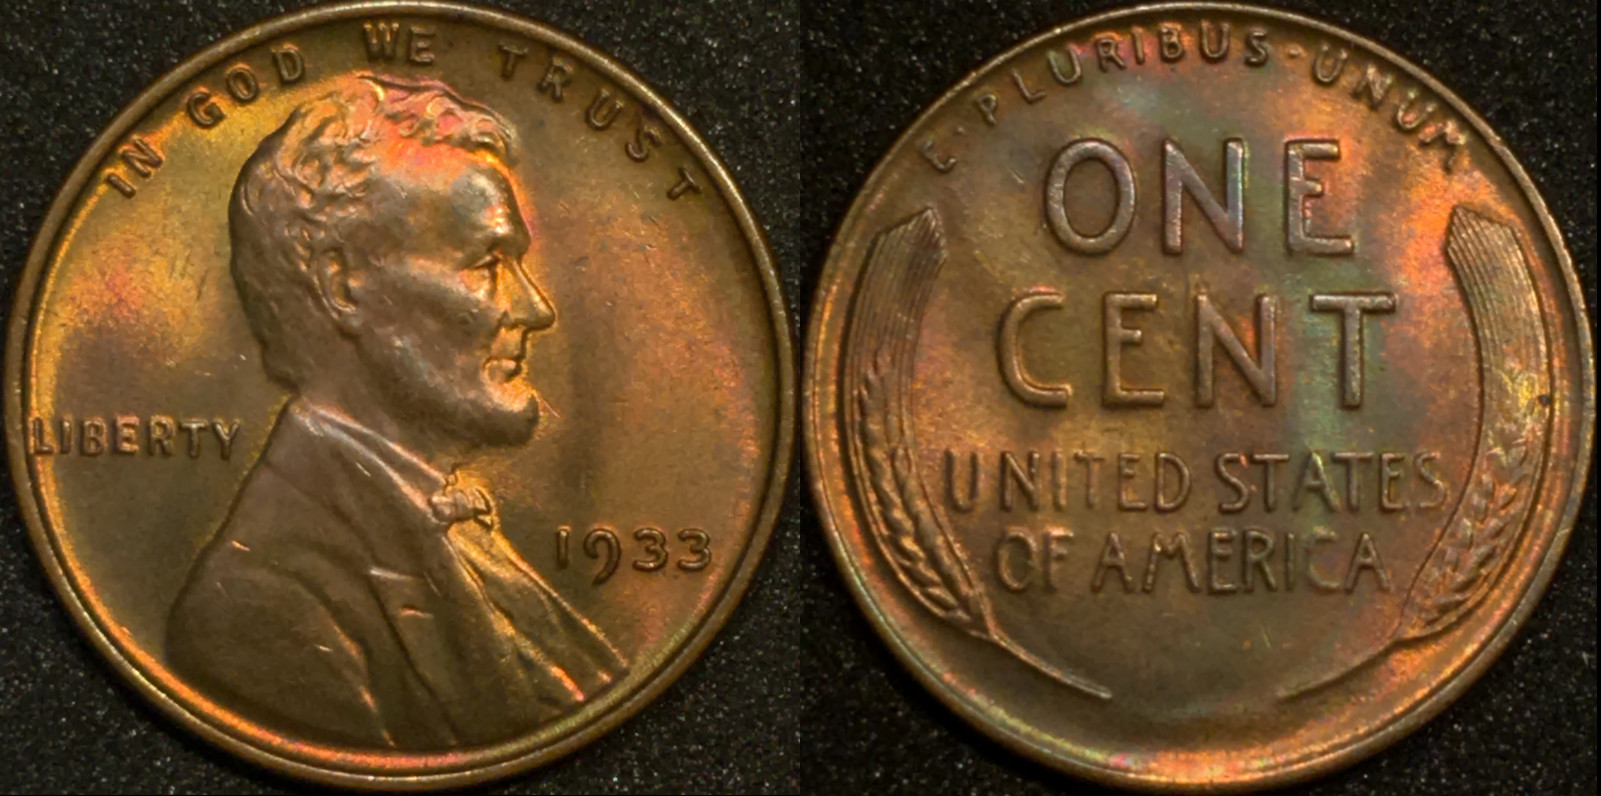 IN GOD WE TRUST
LIBERTY
1933
E·PLURIBUS·UNUM
ONE
CENT
UNITED STATES
OF AMERICA